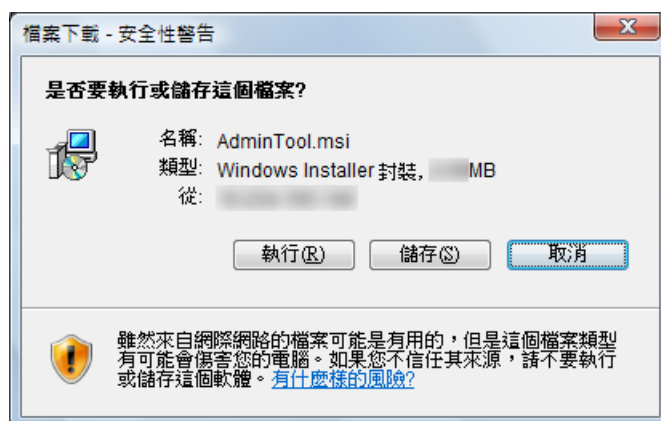 檔案下載 - 安全性警告
是否要執行或儲存這個檔案?
名稱: AdminTool.msi
類型: Windows Installer 封裝, MB
從:
執行(R) 儲存(S) 取消
雖然來自網際網路的檔案可能是有用的，但是這個檔案類型
有可能會傷害您的電腦。如果您不信任其來源，請不要執行
或儲存這個軟體。有什麼樣的風險?